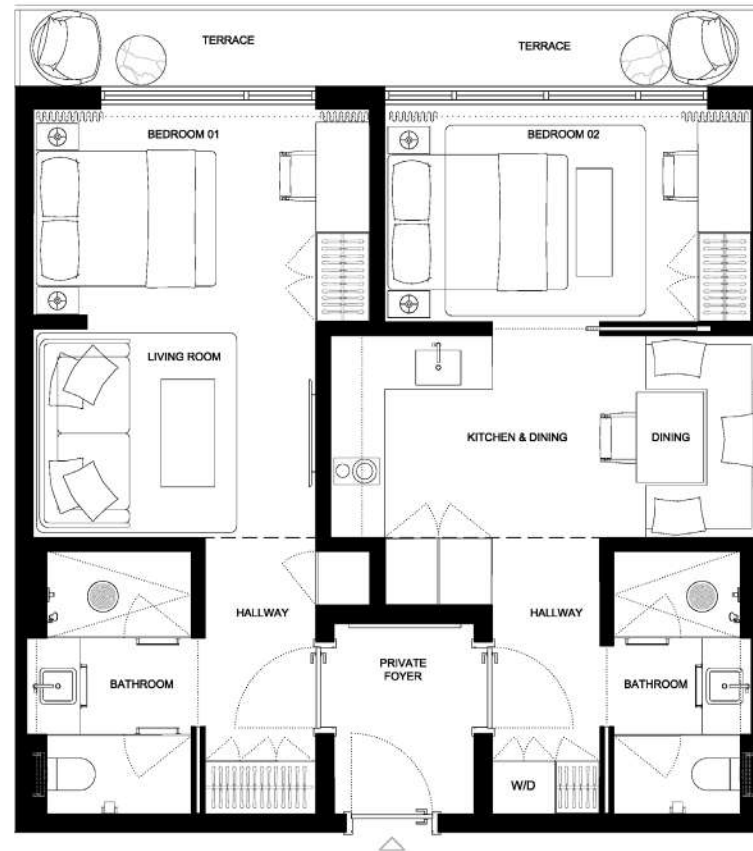 TERRACE
TERRACE
BEDROOM 01
BEDROOM 02
LIVING ROOM
KITCHEN & DINING
DINING
HALLWAY
HALLWAY
PRIVATE
FOYER
BATHROOM
BATHROOM
W/D